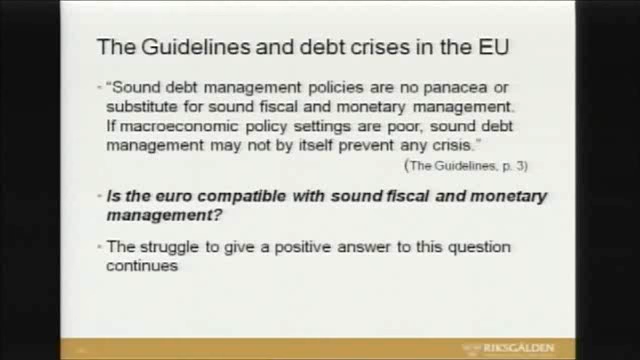 The Guidelines and debt crises in the EU
"Sound debt management policies are no panacea or
substitute for sound fiscal and monetary management.
If macroeconomic policy settings are poor, sound debt
management may not by itself prevent any crisis."
(The Guidelines, p. 3)
Is the euro compatible with sound fiscal and monetary
management?
The struggle to give a positive answer to this question
continues
RIKSGÄLDEN